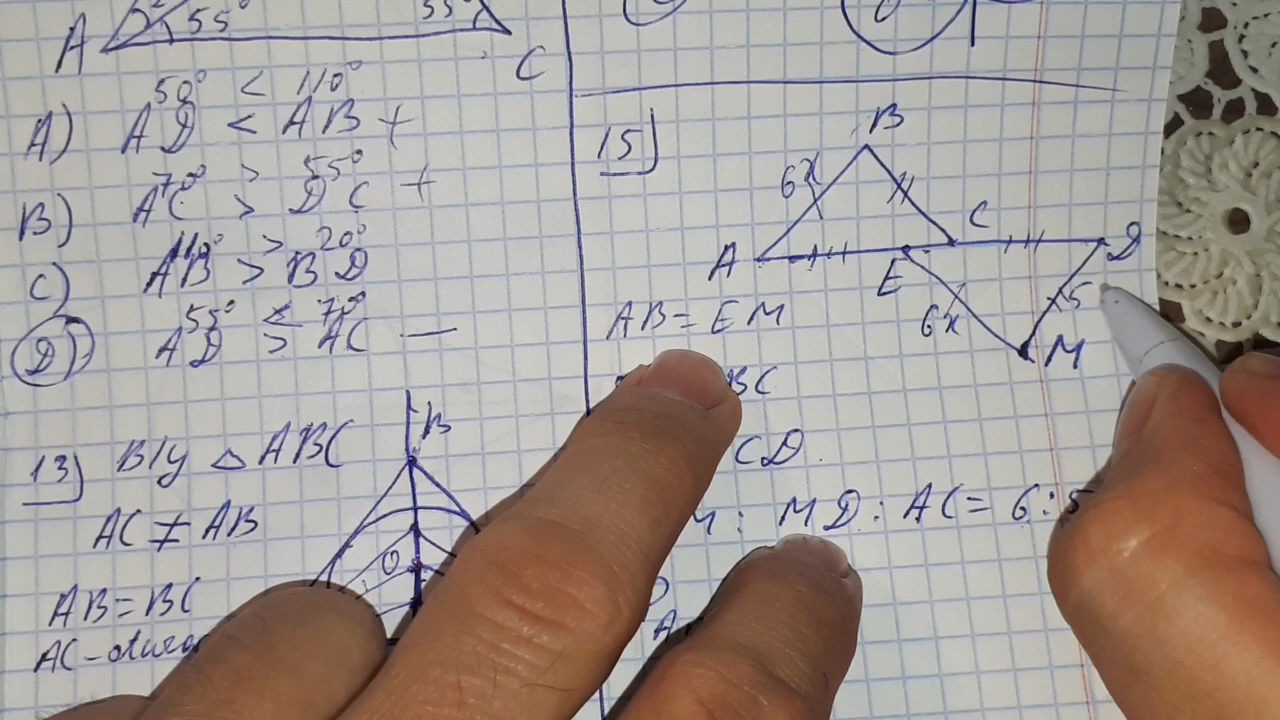 55° 55°
A C
50° < 110°
A) AD < AB +
70° > 55°
B) AC > DC +
110° > 20°
C) AB > BD
55° < 70°
D) AD > AC —
13) В/у △ ABC
AC ≠ AB
AB = BC
B
O
15)
B
6x
C
A E D
6x 5
M
AB = EM
BC
CD
: MD : AC = 6 : 5